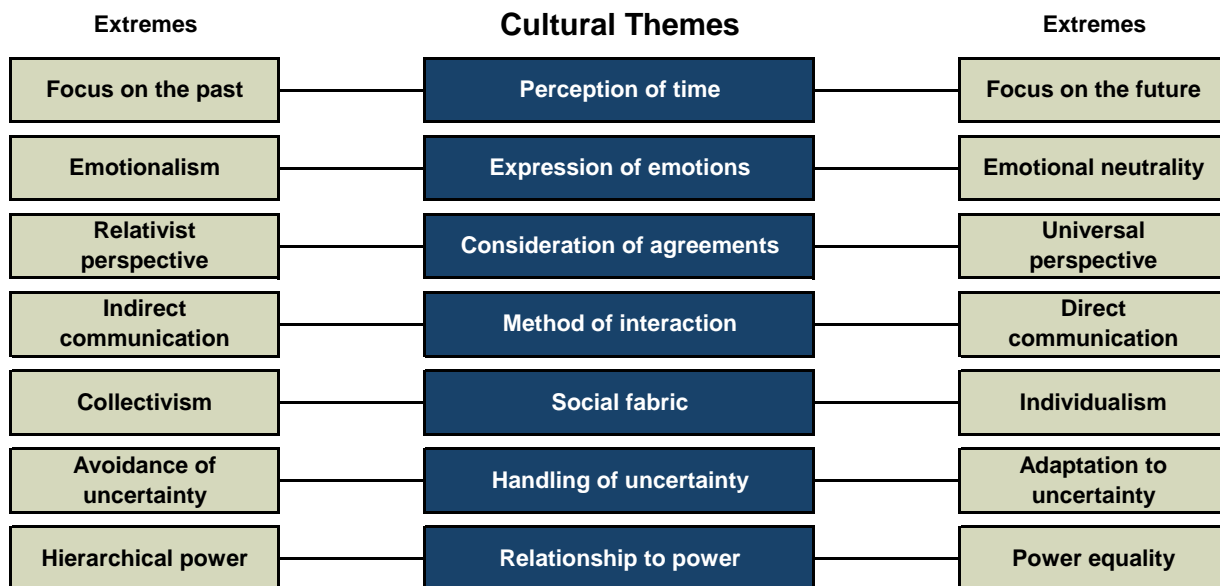 Extremes Cultural Themes Extremes
Focus on the past Perception of time Focus on the future
Emotionalism Expression of emotions Emotional neutrality
Relativist
perspective
Consideration of agreements
Universal
perspective
Indirect
communication
Method of interaction
Direct
communication
Collectivism Social fabric Individualism
Avoidance of
uncertainty
Handling of uncertainty
Adaptation to
uncertainty
Hierarchical power Relationship to power Power equality